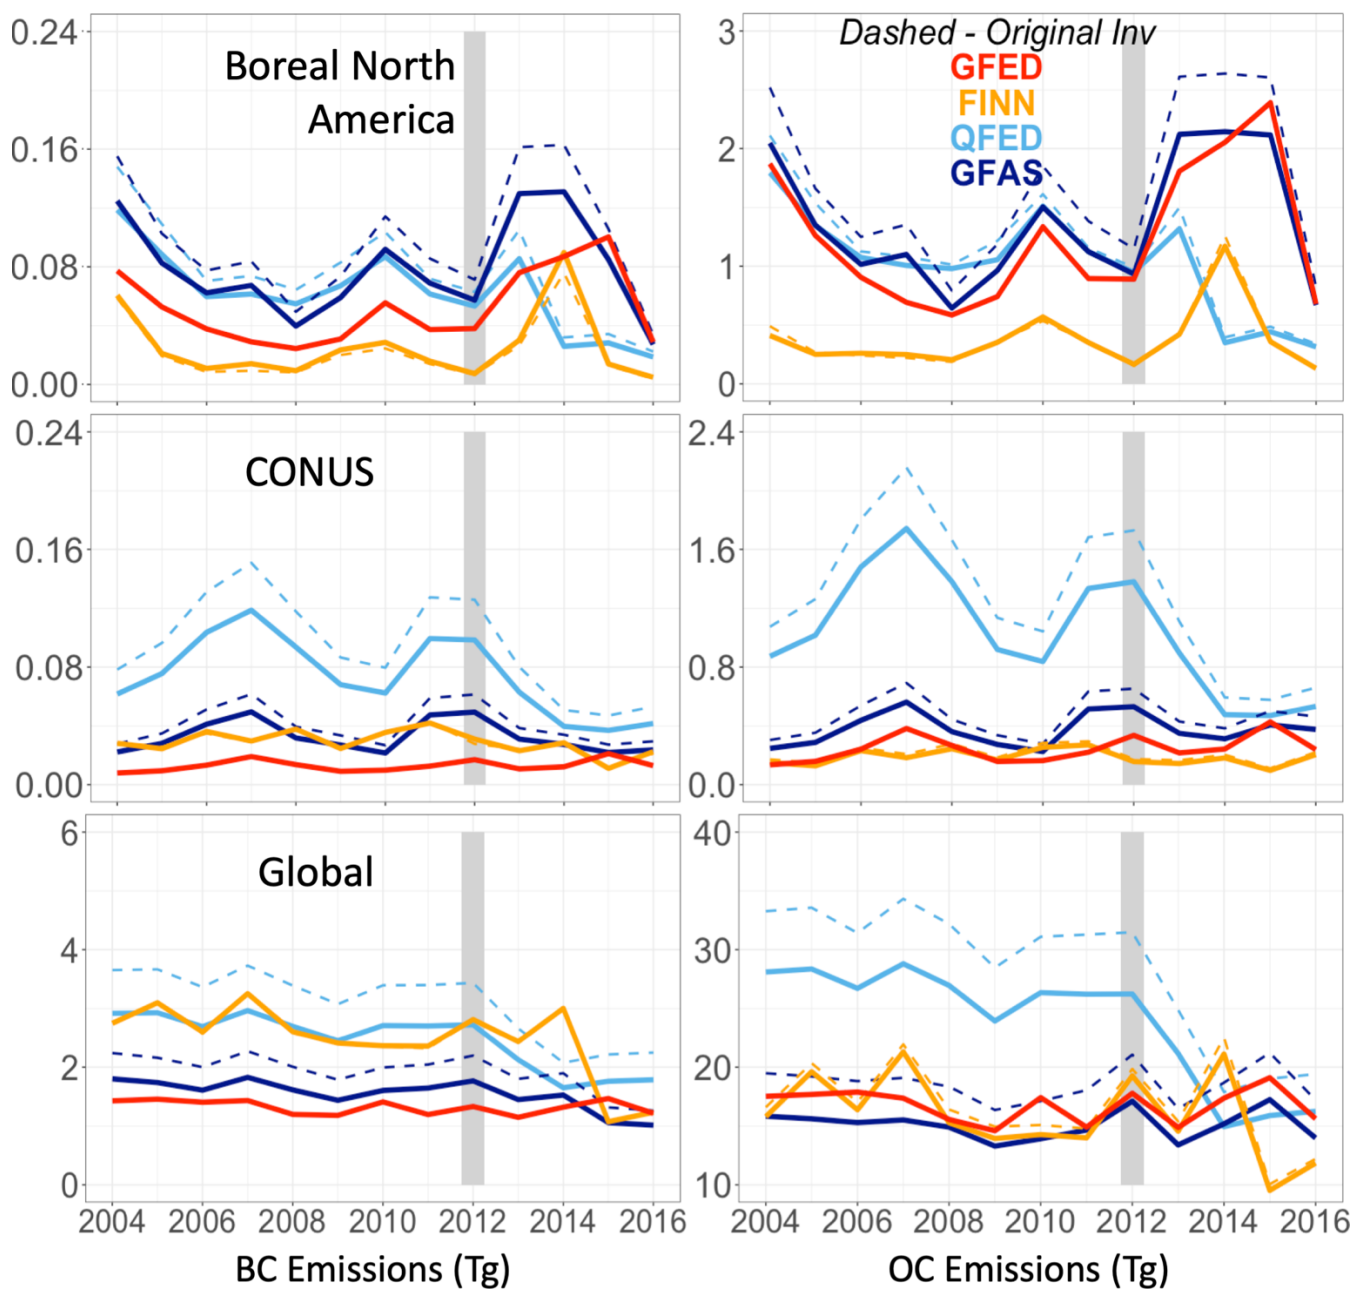 0.24
0.16
0.08
0.00
Boreal North
America
3
2
1
0
Dashed - Original Inv
GFED
FINN
QFED
GFAS
0.24
0.16
0.08
0.00
CONUS
2.4
1.6
0.8
0.0
6
4
2
0
Global
40
30
20
10
2004 2006 2008 2010 2012 2014 2016
2004 2006 2008 2010 2012 2014 2016
BC Emissions (Tg)
OC Emissions (Tg)